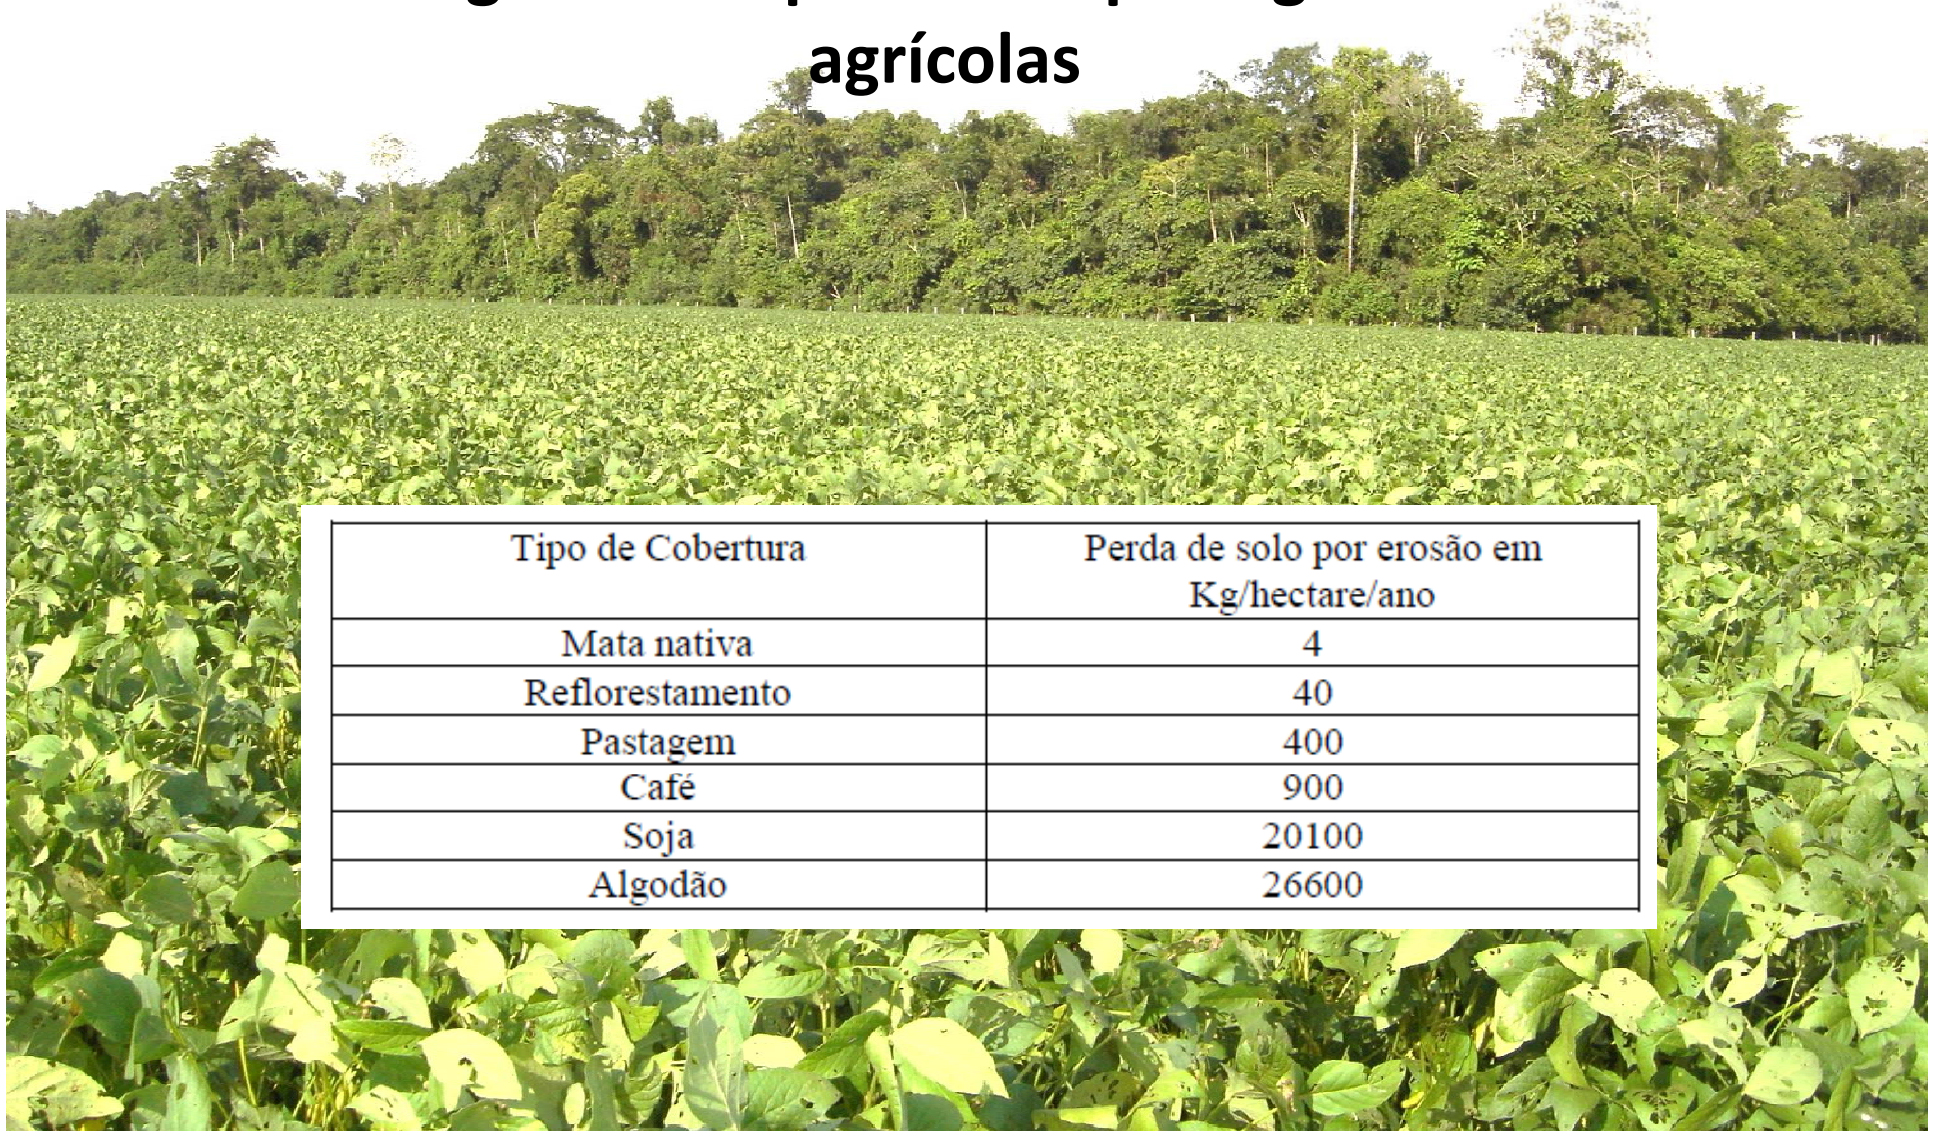 agrícolas
Tipo de Cobertura
Perda de solo por erosão em
Kg/hectare/ano
Mata nativa
4
Reflorestamento
40
Pastagem
400
Café
900
Soja
20100
Algodão
26600